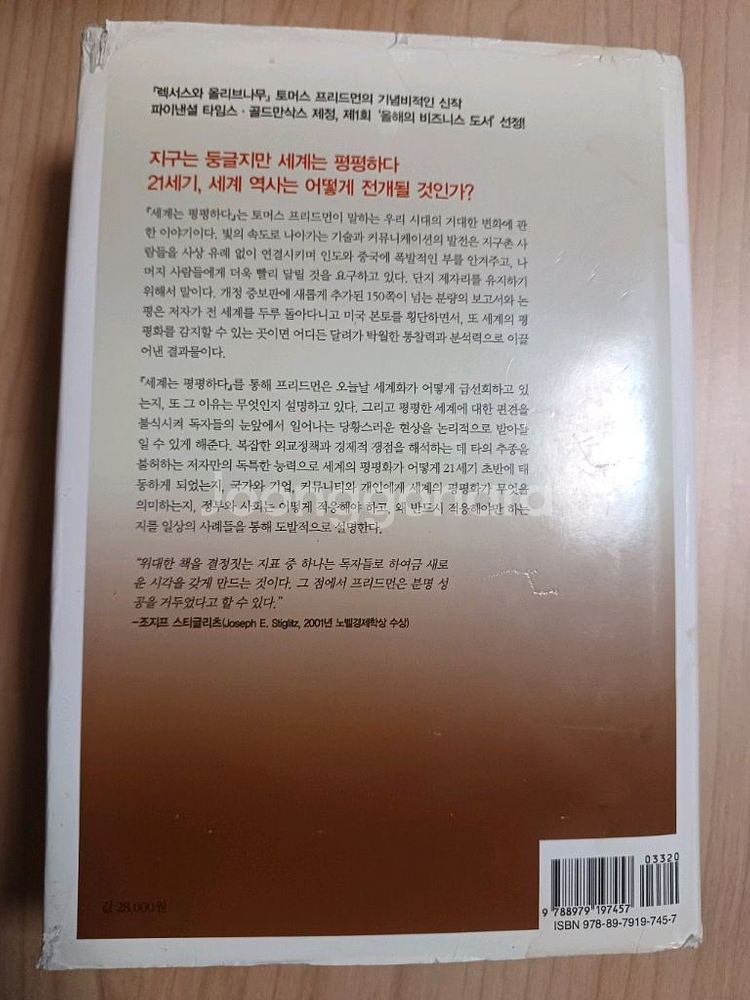 『렉서스와 올리브나무』 토머스 프리드먼의 기념비적인 신작
파이낸셜 타임스 · 골드만삭스 제정, 제1회 '올해의 비즈니스 도서' 선정!
지구는 둥글지만 세계는 평평하다
21세기, 세계 역사는 어떻게 전개될 것인가?
『세계는 평평하다』는 토머스 프리드먼이 말하는 우리 시대의 거대한 변화에 관
한 이야기이다. 빛의 속도로 나아가는 기술과 커뮤니케이션의 발전은 지구촌 사
람들을 사상 유례 없이 연결시키며 인도와 중국에 폭발적인 부를 안겨주고, 나
머지 사람들에게 더욱 빨리 달릴 것을 요구하고 있다. 단지 제자리를 유지하기
위해서 말이다. 개정 증보판에 새롭게 추가된 150쪽이 넘는 분량의 보고서와 논
평은 저자가 전 세계를 두루 돌아다니고 미국 본토를 횡단하면서, 또 세계의 평
평화를 감지할 수 있는 곳이면 어디든 달려가 탁월한 통찰력과 분석력으로 이끌
어낸 결과물이다.
『세계는 평평하다』를 통해 프리드먼은 오늘날 세계화가 어떻게 급선회하고 있
는지, 또 그 이유는 무엇인지 설명하고 있다. 그리고 평평한 세계에 대한 편견을
불식시켜 독자들의 눈앞에서 일어나는 당황스러운 현상을 논리적으로 받아들
일 수 있게 해준다. 복잡한 외교정책과 경제적 쟁점을 해석하는 데 타의 추종을
불허하는 저자만의 독특한 능력으로 세계의 평평화가 어떻게 21세기 초반에 태
동하게 되었는지, 국가와 기업, 커뮤니티와 개인에게 세계의 평평화가 무엇을
의미하는지, 정부와 사회는 어떻게 적응해야 하고, 왜 반드시 적응해야만 하는
지를 일상의 사례들을 통해 도발적으로 설명한다.
Joonggonara
"위대한 책을 결정짓는 지표 중 하나는 독자들로 하여금 새로
운 시각을 갖게 만드는 것이다. 그 점에서 프리드먼은 분명 성
공을 거두었다고 할 수 있다."
-조지프 스티글리츠(Joseph E. Stiglitz, 2001년 노벨경제학상 수상)
값 28,000원
03320
9 788979 197457
ISBN 978-89-7919-745-7